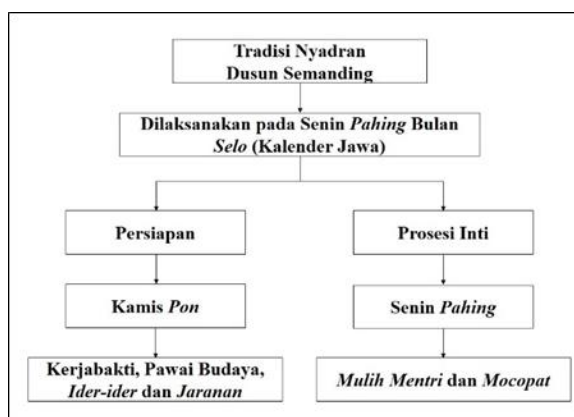 Tradisi Nyadran
Dusun Semanding
Dilaksanakan pada Senin Pahing Bulan
Selo (Kalender Jawa)
Persiapan
Prosesi Inti
Kamis Pon
Senin Pahing
Kerjabakti, Pawai Budaya,
Ider-ider dan Jaranan
Mulih Mentri dan Mocopat